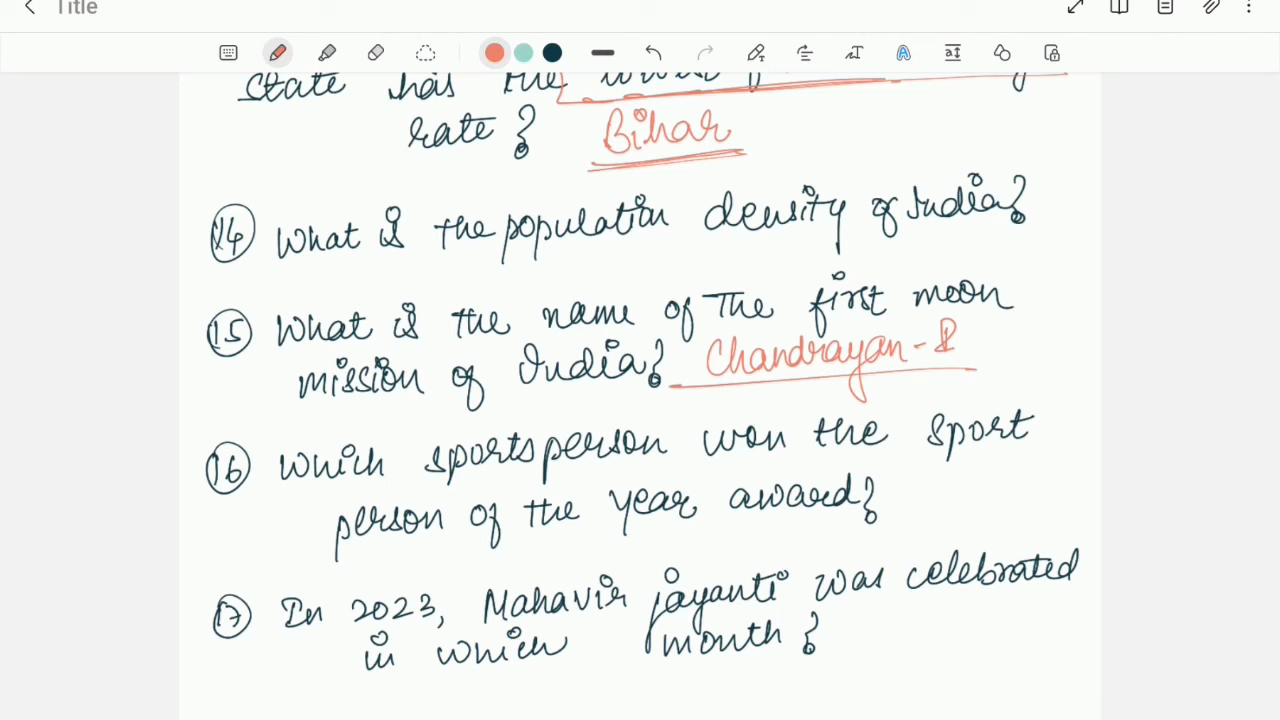 Title
State has the
rate? Bihar
14 What is the population density of India?
15 What is the name of the first moon
mission of India? Chandrayan-I
16 Which sportsperson won the sport
person of the year award?
17 In 2023, Mahavir jayanti was celebrated
in which month?